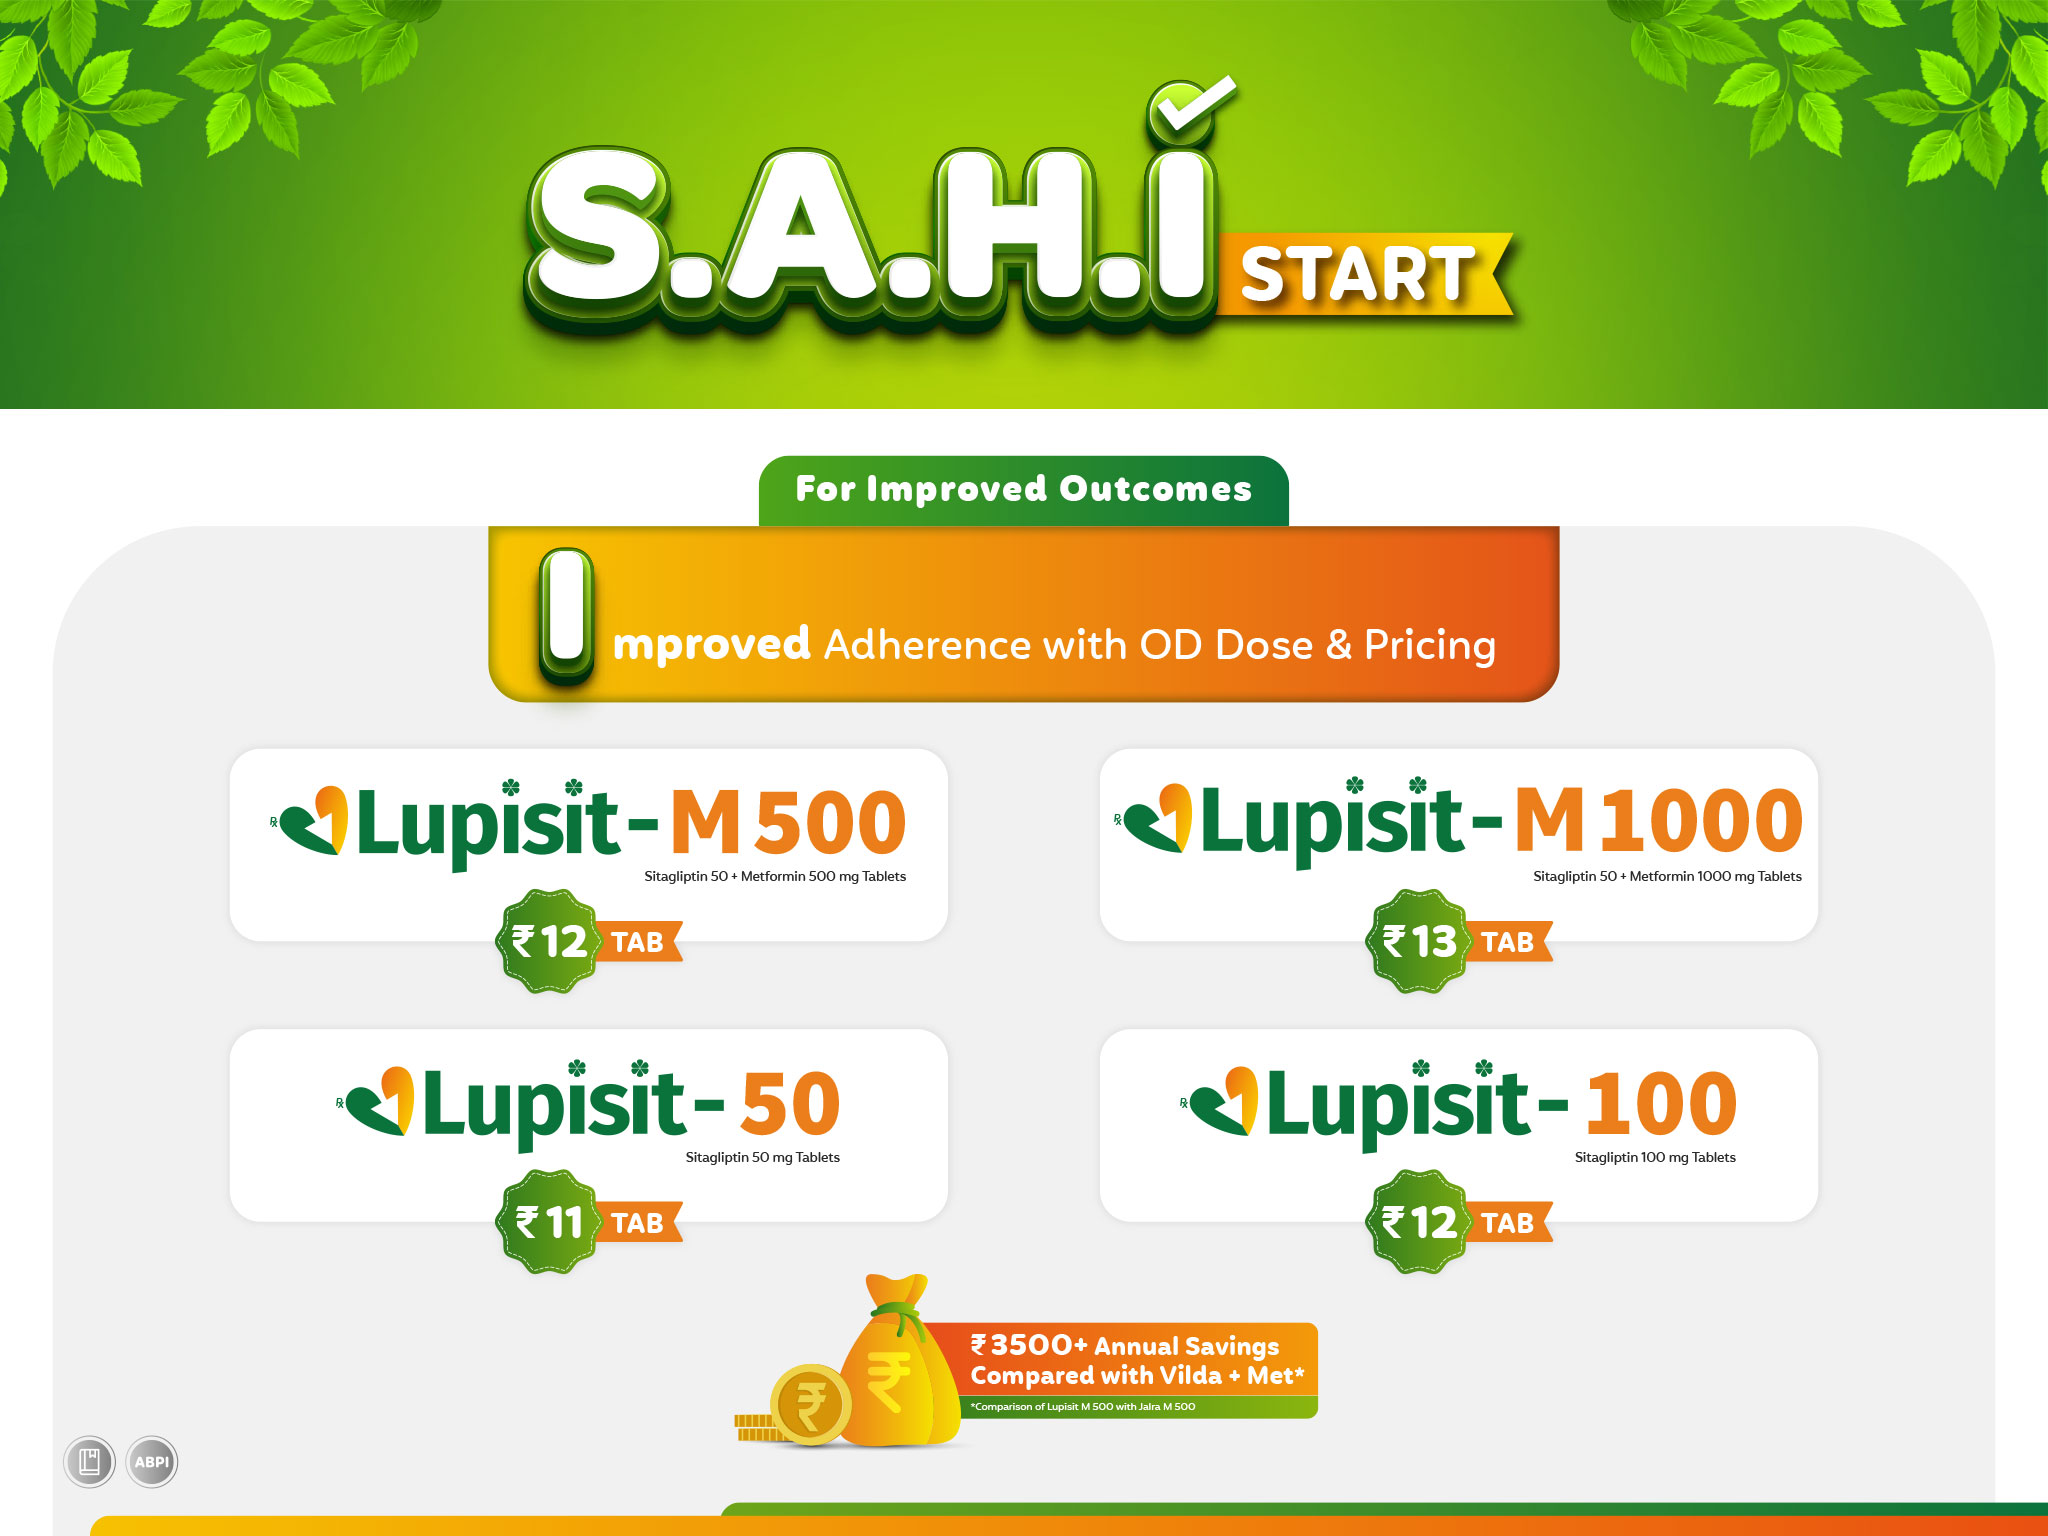 S.A.H.I START
For Improved Outcomes
Improved Adherence with OD Dose & Pricing
℞ Lupisit - M 500
Sitagliptin 50 + Metformin 500 mg Tablets
₹ 12 TAB
℞ Lupisit - M 1000
Sitagliptin 50 + Metformin 1000 mg Tablets
₹ 13 TAB
℞ Lupisit - 50
Sitagliptin 50 mg Tablets
₹ 11 TAB
℞ Lupisit - 100
Sitagliptin 100 mg Tablets
₹ 12 TAB
₹ 3500+ Annual Savings
Compared with Vilda + Met*
*Comparison of Lupisit M 500 with Jalra M 500
₹
₹
ABPI